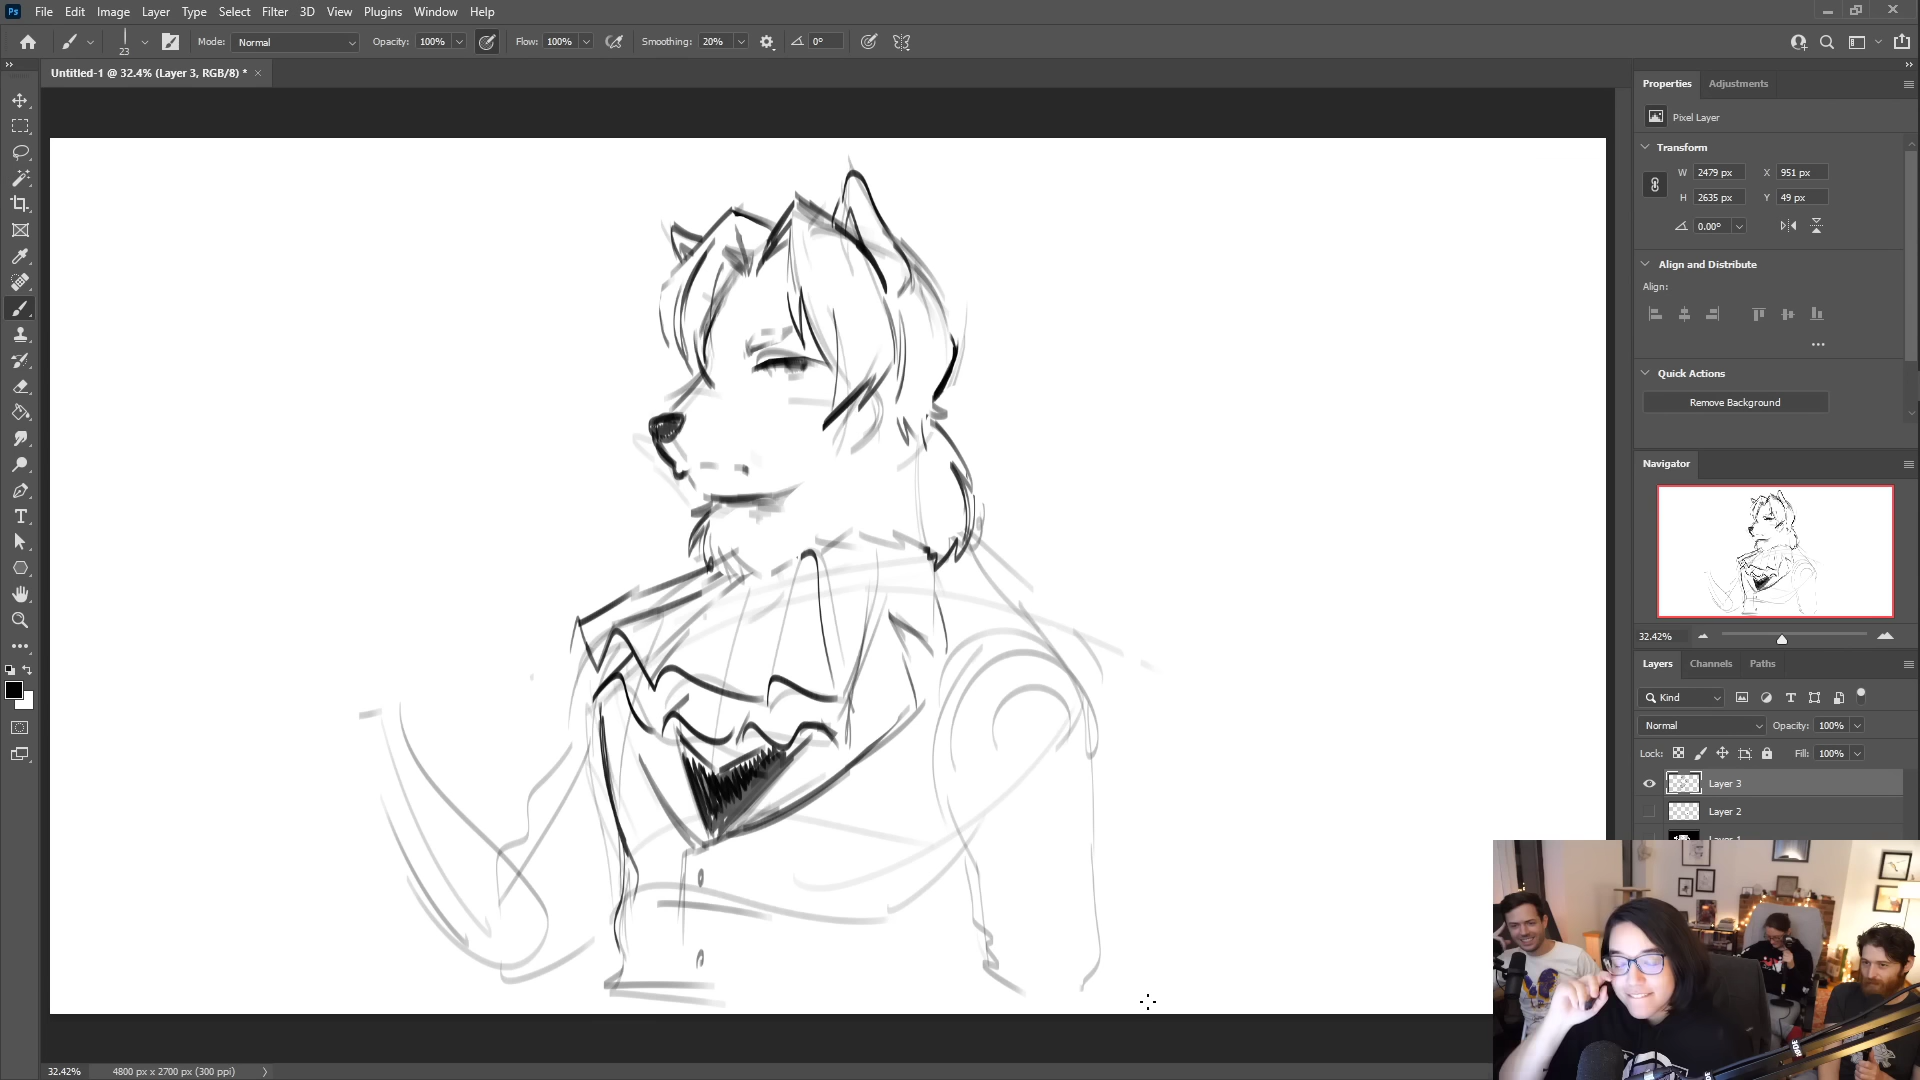 Ps File Edit Image Layer Type Select Filter 3D View Plugins Window Help
23 Mode: Normal Opacity: 100% Flow: 100% Smoothing: 20% 0°
Untitled-1 @ 32.4% (Layer 3, RGB/8) *
Properties Adjustments
Pixel Layer
Transform
W 2479 px X 951 px
H 2635 px Y 49 px
0.00°
Align and Distribute
Align:
Quick Actions
Remove Background
Navigator
32.42%
Layers Channels Paths
Kind
Normal Opacity: 100%
Lock: Fill: 100%
Layer 3
Layer 2
32.42% 4800 px x 2700 px (300 ppi)